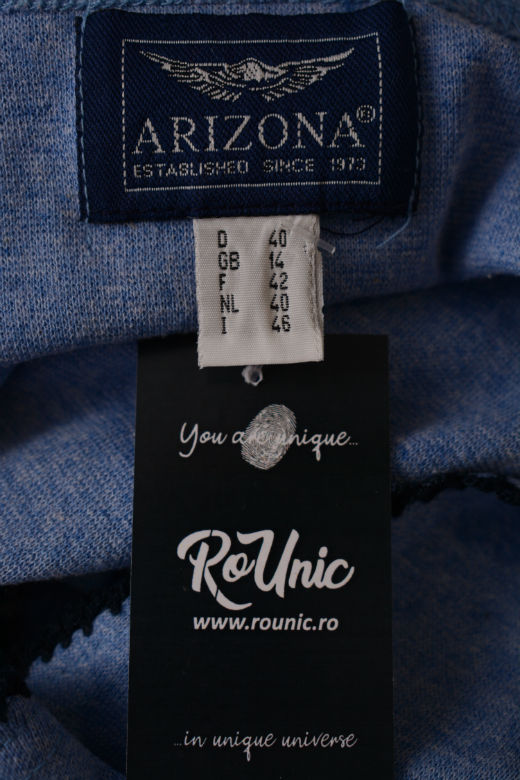 ARIZONA®
ESTABLISHED SINCE 1973
D 40
GB 14
F 42
NL 40
I 46
You are unique...
RoUnic
www.rounic.ro
...in unique universe